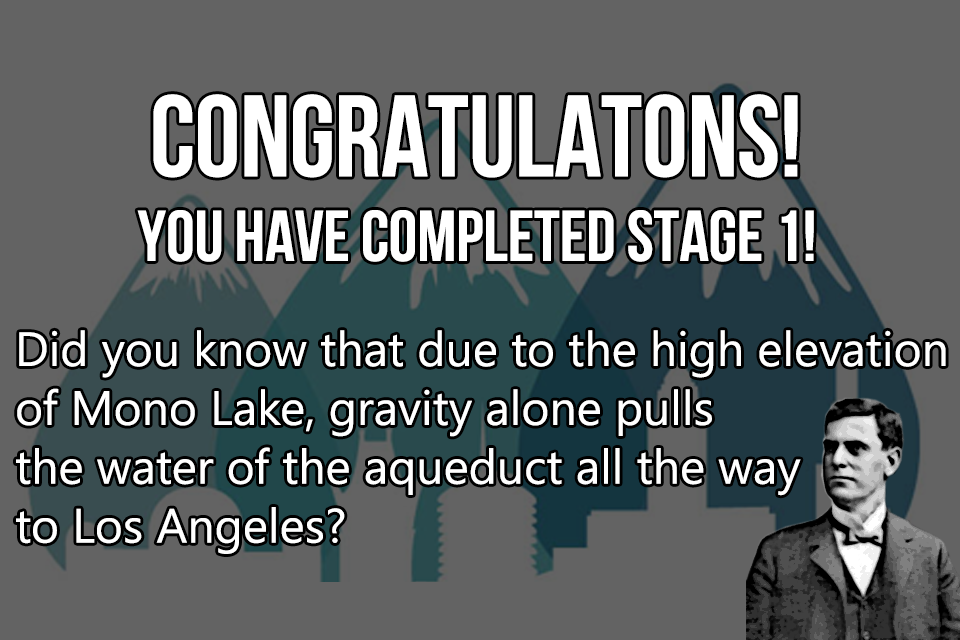 CONGRATULATONS!
YOU HAVE COMPLETED STAGE 1!
Did you know that due to the high elevation
of Mono Lake, gravity alone pulls
the water of the aqueduct all the way
to Los Angeles?